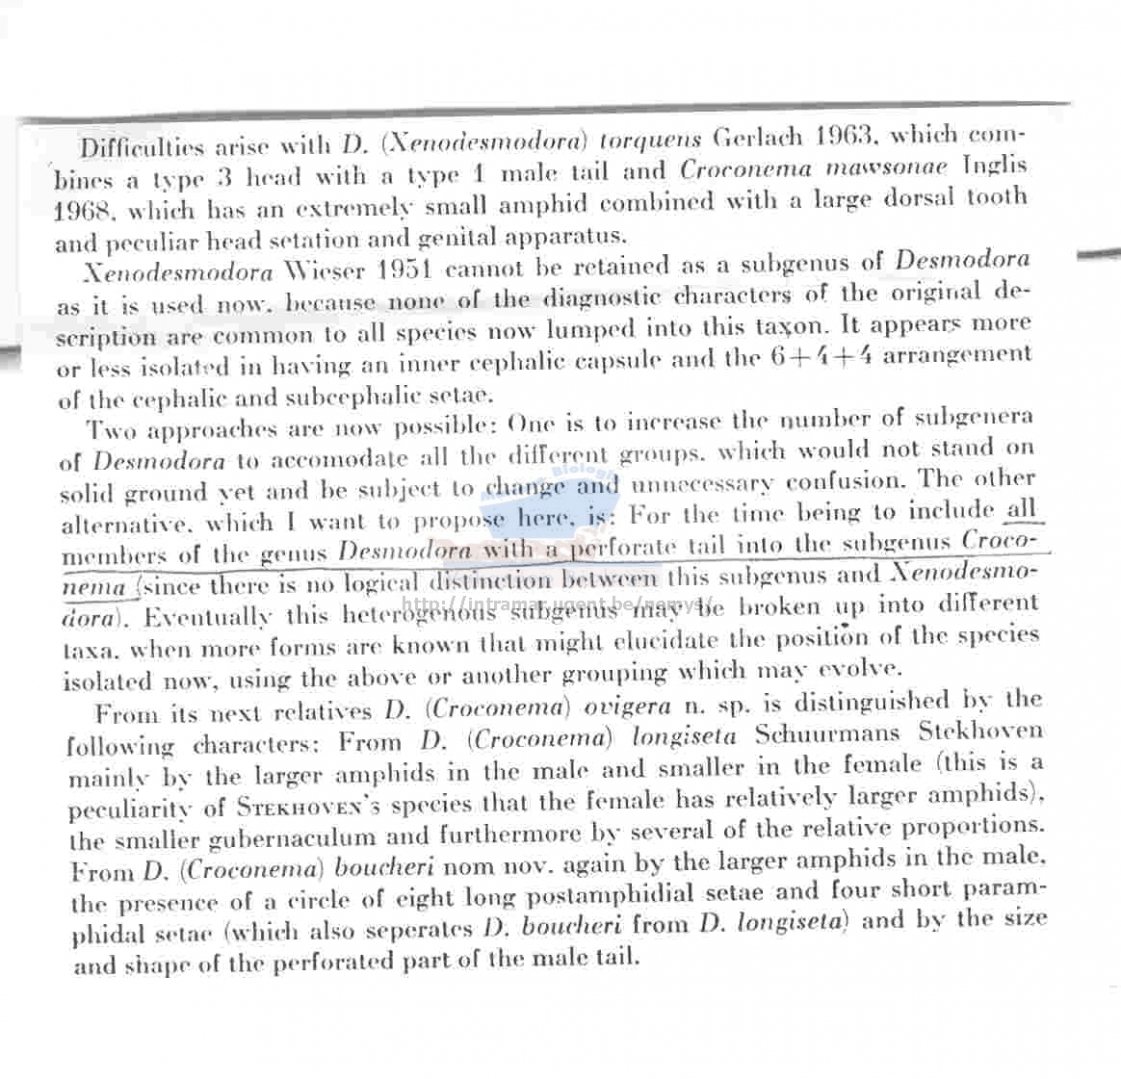 Difficulties arise with D. (Xenodesmodora) torquens Gerlach 1963, which com-
bines a type 3 head with a type 1 male tail and Croconema mawsonae Inglis
1968, which has an extremely small amphid combined with a large dorsal tooth
and peculiar head setation and genital apparatus.
Xenodesmodora Wieser 1951 cannot be retained as a subgenus of Desmodora
as it is used now, because none of the diagnostic characters of the original de-
scription are common to all species now lumped into this taxon. It appears more
or less isolated in having an inner cephalic capsule and the 6+4+4 arrangement
of the cephalic and subcephalic setae.
Two approaches are now possible: One is to increase the number of subgenera
of Desmodora to accomodate all the different groups, which would not stand on
solid ground yet and be subject to change and unnecessary confusion. The other
alternative, which I want to propose here, is: For the time being to include all
members of the genus Desmodora with a perforate tail into the subgenus Croco-
nema (since there is no logical distinction between this subgenus and Xenodesmo-
dora). Eventually this heterogenous subgenus may be broken up into different
taxa, when more forms are known that might elucidate the position of the species
isolated now, using the above or another grouping which may evolve.
From its next relatives D. (Croconema) ovigera n. sp. is distinguished by the
following characters: From D. (Croconema) longiseta Schuurmans Stekhoven
mainly by the larger amphids in the male and smaller in the female (this is a
peculiarity of STEKHOVEN's species that the female has relatively larger amphids),
the smaller gubernaculum and furthermore by several of the relative proportions.
From D. (Croconema) boucheri nom nov. again by the larger amphids in the male,
the presence of a circle of eight long postamphidial setae and four short param-
phidal setae (which also seperates D. boucheri from D. longiseta) and by the size
and shape of the perforated part of the male tail.
Biology
http://intramar.ugent.be/nemys/